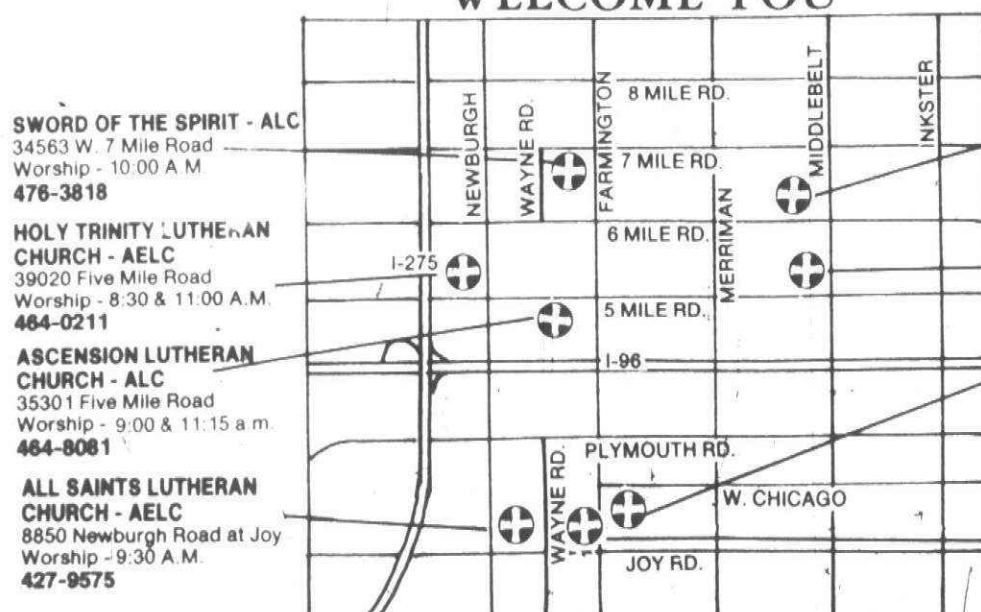 WELCOME YOU
SWORD OF THE SPIRIT - ALC
34563 W. 7 Mile Road
Worship - 10:00 A.M.
476-3818
HOLY TRINITY LUTHERAN
CHURCH - AELC
39020 Five Mile Road
Worship - 8:30 & 11:00 A.M.
464-0211
ASCENSION LUTHERAN
CHURCH - ALC
35301 Five Mile Road
Worship - 9:00 & 11:15 a.m.
464-8081
ALL SAINTS LUTHERAN
CHURCH - AELC
8850 Newburgh Road at Joy
Worship - 9:30 A.M.
427-9575
NEWBURGH
WAYNE RD.
FARMINGTON
8 MILE RD.
7 MILE RD.
MIDDLEBELT
INKSTER
6 MILE RD.
MERRIMAN
I-275
5 MILE RD.
I-96
PLYMOUTH RD.
WAYNE RD.
W. CHICAGO
JOY RD.